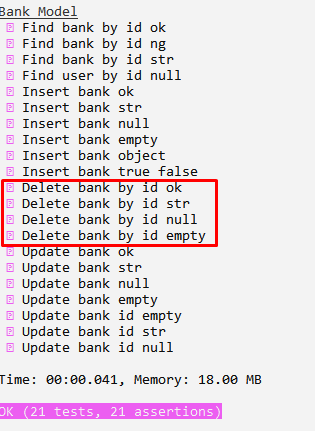 Bank Model
Find bank by id ok
Find bank by id ng
Find bank by id str
Find user by id null
Insert bank ok
Insert bank str
Insert bank null
Insert bank empty
Insert bank object
Insert bank true false
Delete bank by id ok
Delete bank by id str
Delete bank by id null
Delete bank by id empty
Update bank ok
Update bank str
Update bank null
Update bank empty
Update bank id empty
Update bank id str
Update bank id null
Time: 00:00.041, Memory: 18.00 MB
OK (21 tests, 21 assertions)